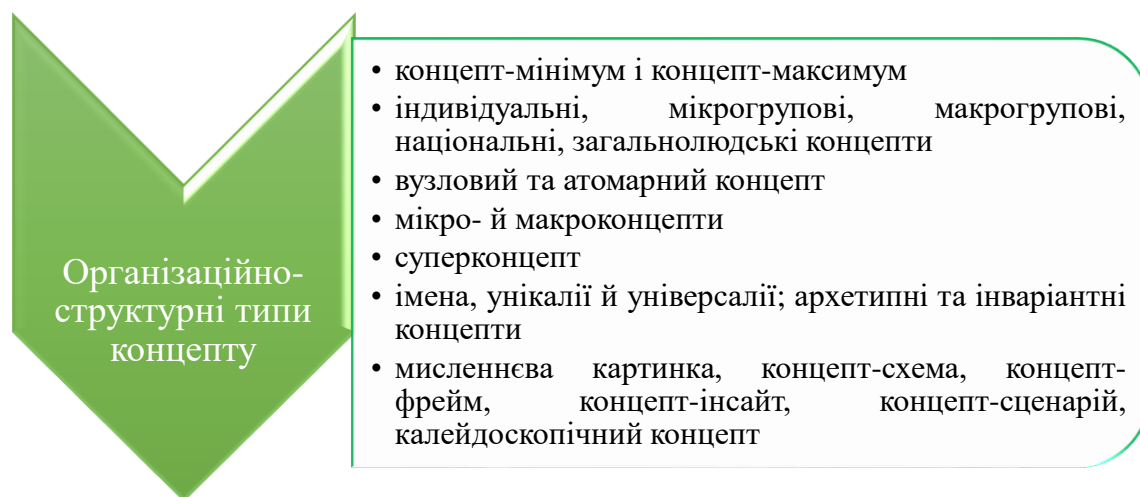 Організаційно-
структурні типи
концепту
• концепт-мінімум і концепт-максимум
• індивідуальні, мікрогрупові, макрогрупові,
національні, загальнолюдські концепти
• вузловий та атомарний концепт
• мікро- й макроконцепти
• суперконцепт
• імена, унікалії й універсалії; архетипні та інваріантні
концепти
• мисленнєва картинка, концепт-схема, концепт-
фрейм, концепт-інсайт, концепт-сценарій,
калейдоскопічний концепт